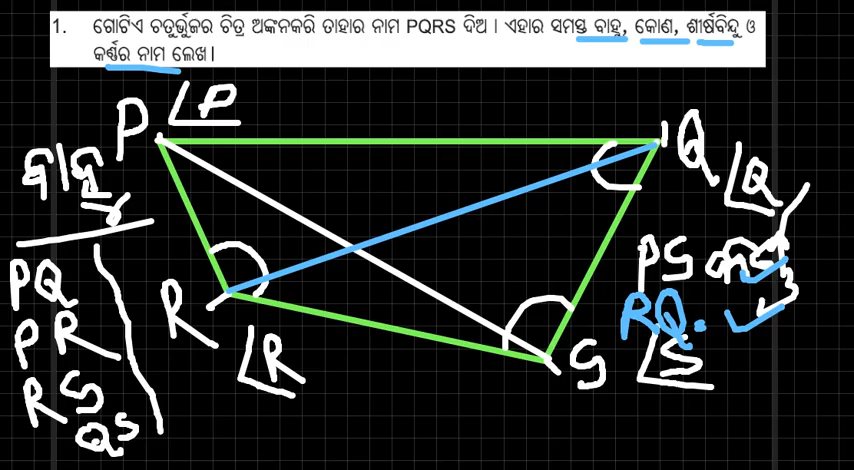 1. ଗୋଟିଏ ଚତୁର୍ଭୁଜର ଚିତ୍ର ଅଙ୍କନକରି ତାହାର ନାମ PQRS ଦିଅ । ଏହାର ସମସ୍ତ ବାହୁ, କୋଣ, ଶୀର୍ଷବିନ୍ଦୁ ଓ
କର୍ଣ୍ଣର ନାମ ଲେଖ।
P ∠P
Q ∠Q
ବାହୁ
PQ
PR
RS
QS
R ∠R
PS
RQ
S ∠S